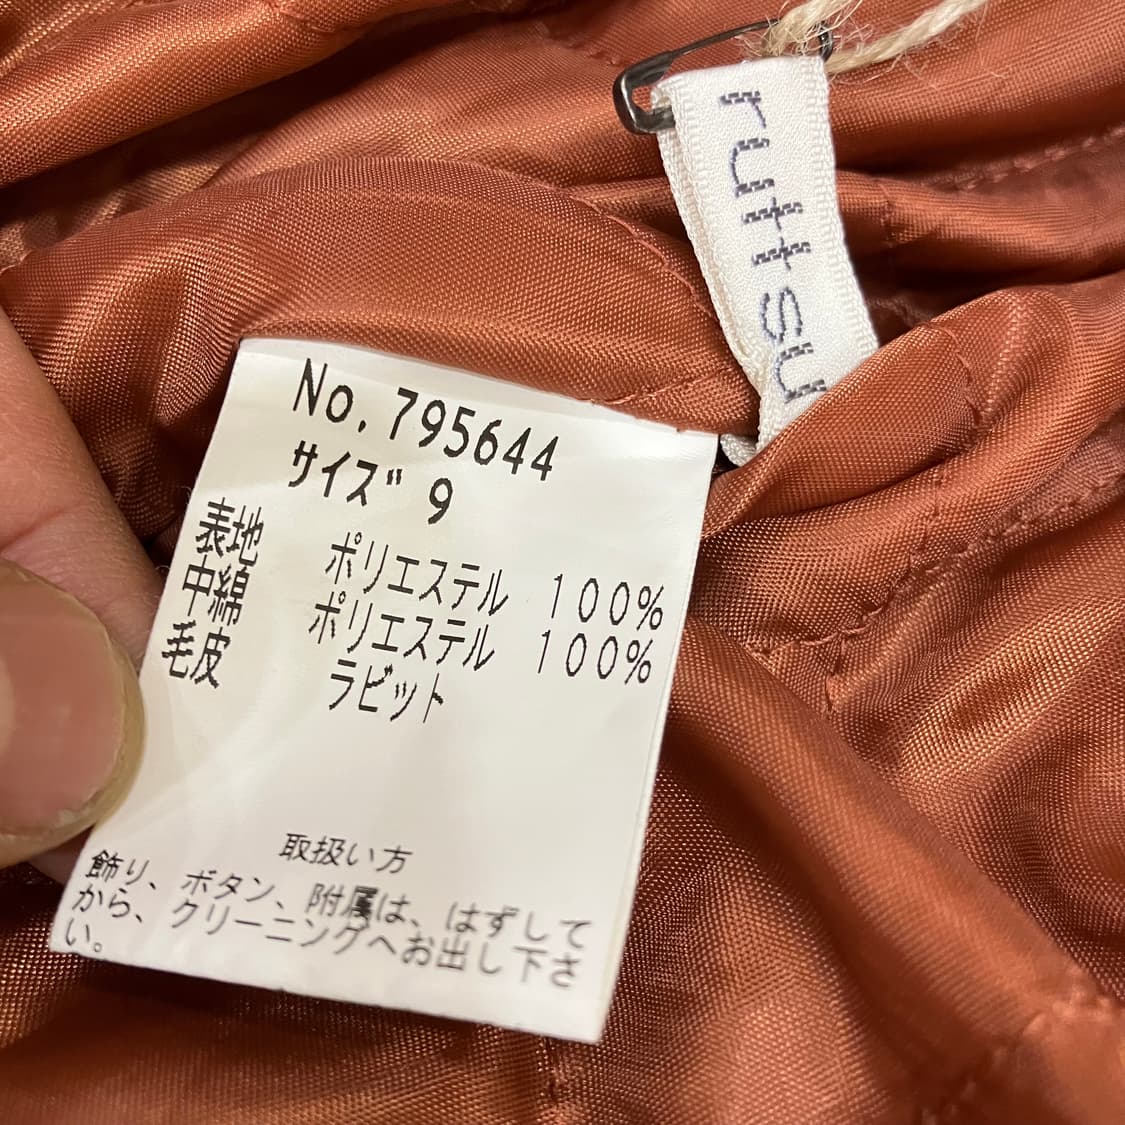 ruttsu
No.795644
サイズ 9
表地 ポリエステル 100%
中綿 ポリエステル 100%
毛皮 ラビット
取扱い方
飾り、ボタン、附属は、はずして
から、クリーニングへお出し下さ
い。